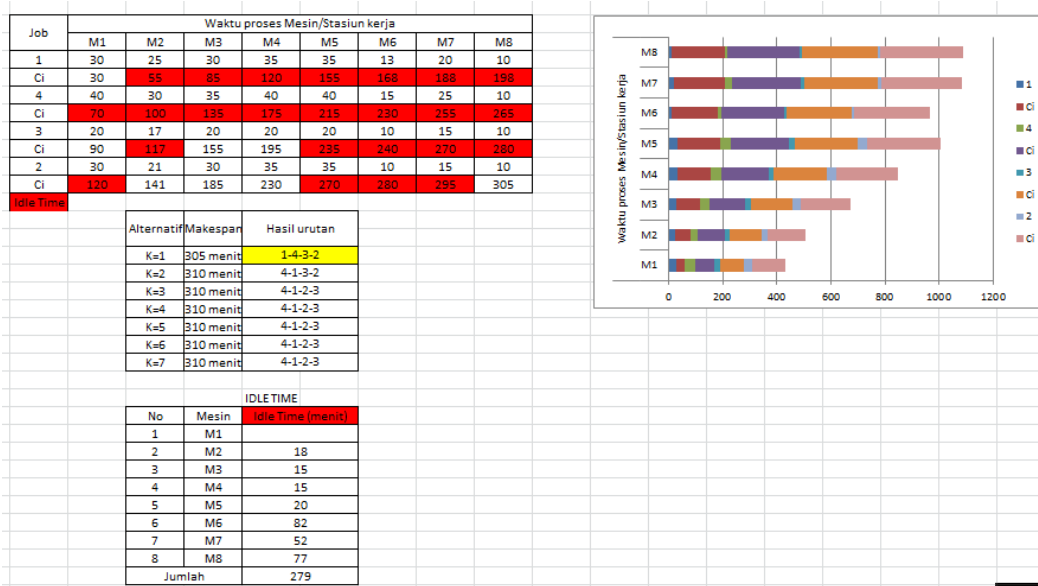 Job Waktu proses Mesin/Stasiun kerja
M1 M2 M3 M4 M5 M6 M7 M8
1 30 25 30 35 35 13 20 10
Ci 30 55 85 120 155 168 188 198
4 40 30 35 40 40 15 25 10
Ci 70 100 135 175 215 230 255 265
3 20 17 20 20 20 10 15 10
Ci 90 117 155 195 235 240 270 280
2 30 21 30 35 35 10 15 10
Ci 120 141 185 230 270 280 295 305
Idle Time
Alternatif Makespan Hasil urutan
K=1 305 menit 1-4-3-2
K=2 310 menit 4-1-3-2
K=3 310 menit 4-1-2-3
K=4 310 menit 4-1-2-3
K=5 310 menit 4-1-2-3
K=6 310 menit 4-1-2-3
K=7 310 menit 4-1-2-3
IDLE TIME
No Mesin Idle Time (menit)
1 M1
2 M2 18
3 M3 15
4 M4 15
5 M5 20
6 M6 82
7 M7 52
8 M8 77
Jumlah 279
Waktu proses Mesin/Stasiun kerja
M8
M7
M6
M5
M4
M3
M2
M1
0 200 400 600 800 1000 1200
1
Ci
4
Ci
3
Ci
2
Ci